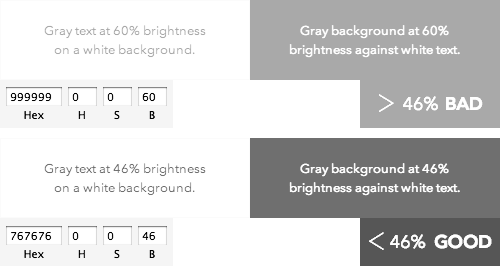 Gray text at 60% brightness
on a white background.
Gray background at 60%
brightness against white text.
999999 0 0 60
Hex H S B
> 46% BAD
Gray text at 46% brightness
on a white background.
Gray background at 46%
brightness against white text.
767676 0 0 46
Hex H S B
< 46% GOOD